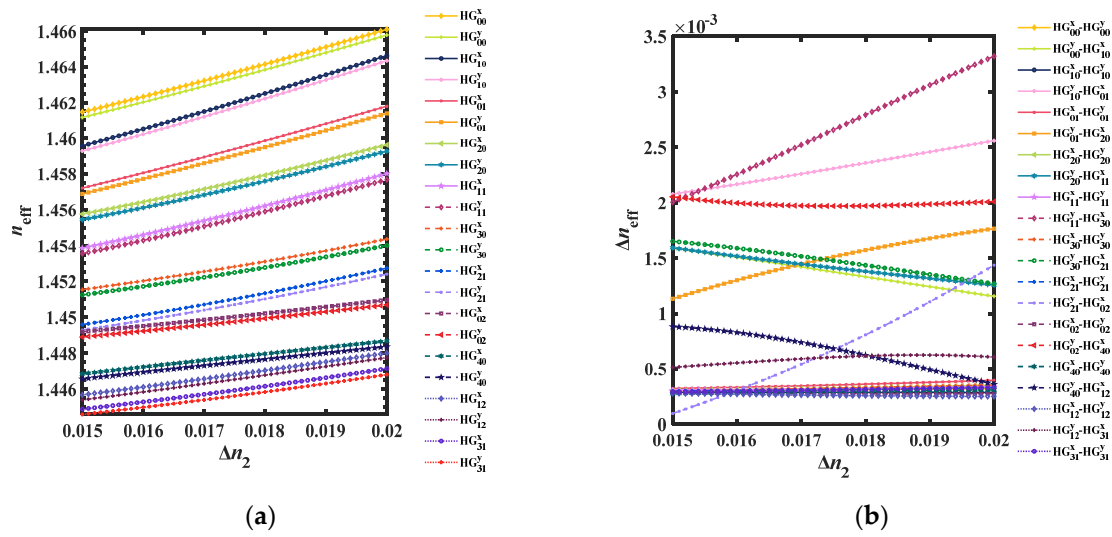 1.466
1.464
1.462
1.46
1.458
1.456
1.454
1.452
1.45
1.448
1.446
n_eff
0.015 0.016 0.017 0.018 0.019 0.02
Δn₂
HG^x_00
HG^y_00
HG^x_10
HG^y_10
HG^x_01
HG^y_01
HG^x_20
HG^y_20
HG^x_11
HG^y_11
HG^x_30
HG^y_30
HG^x_21
HG^y_21
HG^x_02
HG^y_02
HG^x_40
HG^y_40
HG^x_12
HG^y_12
HG^x_31
HG^y_31
(a)
×10⁻³
3.5
3
2.5
2
1.5
1
0.5
0
Δn_eff
0.015 0.016 0.017 0.018 0.019 0.02
Δn₂
HG^x_00-HG^y_00
HG^y_00-HG^x_10
HG^x_10-HG^y_10
HG^y_10-HG^x_01
HG^x_01-HG^y_01
HG^y_01-HG^x_20
HG^x_20-HG^y_20
HG^y_20-HG^x_11
HG^x_11-HG^y_11
HG^y_11-HG^x_30
HG^x_30-HG^y_30
HG^y_30-HG^x_21
HG^x_21-HG^y_21
HG^y_21-HG^x_02
HG^x_02-HG^y_02
HG^y_02-HG^x_40
HG^x_40-HG^y_40
HG^y_40-HG^x_12
HG^x_12-HG^y_12
HG^y_12-HG^x_31
HG^x_31-HG^y_31
(b)